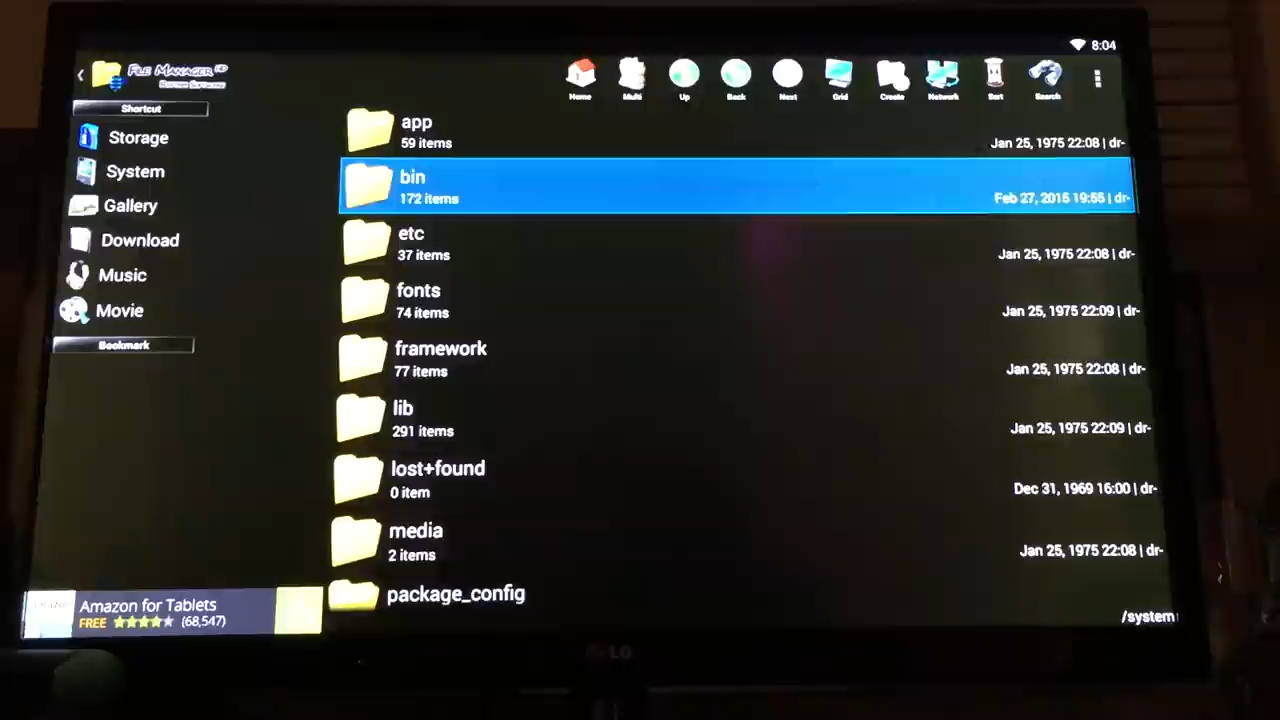 8:04
FILE MANAGER HD
Home Multi Up Back Next Grid Create Network Sort Search
Shortcut
Storage
System
Gallery
Download
Music
Movie
Bookmark
app
59 items
Jan 25, 1975 22:08 | dr-
bin
172 items
Feb 27, 2015 19:55 | dr-
etc
37 items
Jan 25, 1975 22:08 | dr-
fonts
74 items
Jan 25, 1975 22:09 | dr-
framework
77 items
Jan 25, 1975 22:08 | dr-
lib
291 items
Jan 25, 1975 22:09 | dr-
lost+found
0 item
Dec 31, 1969 16:00 | dr-
media
2 items
Jan 25, 1975 22:08 | dr-
package_config
/system
Amazon for Tablets
FREE (68,547)
LG